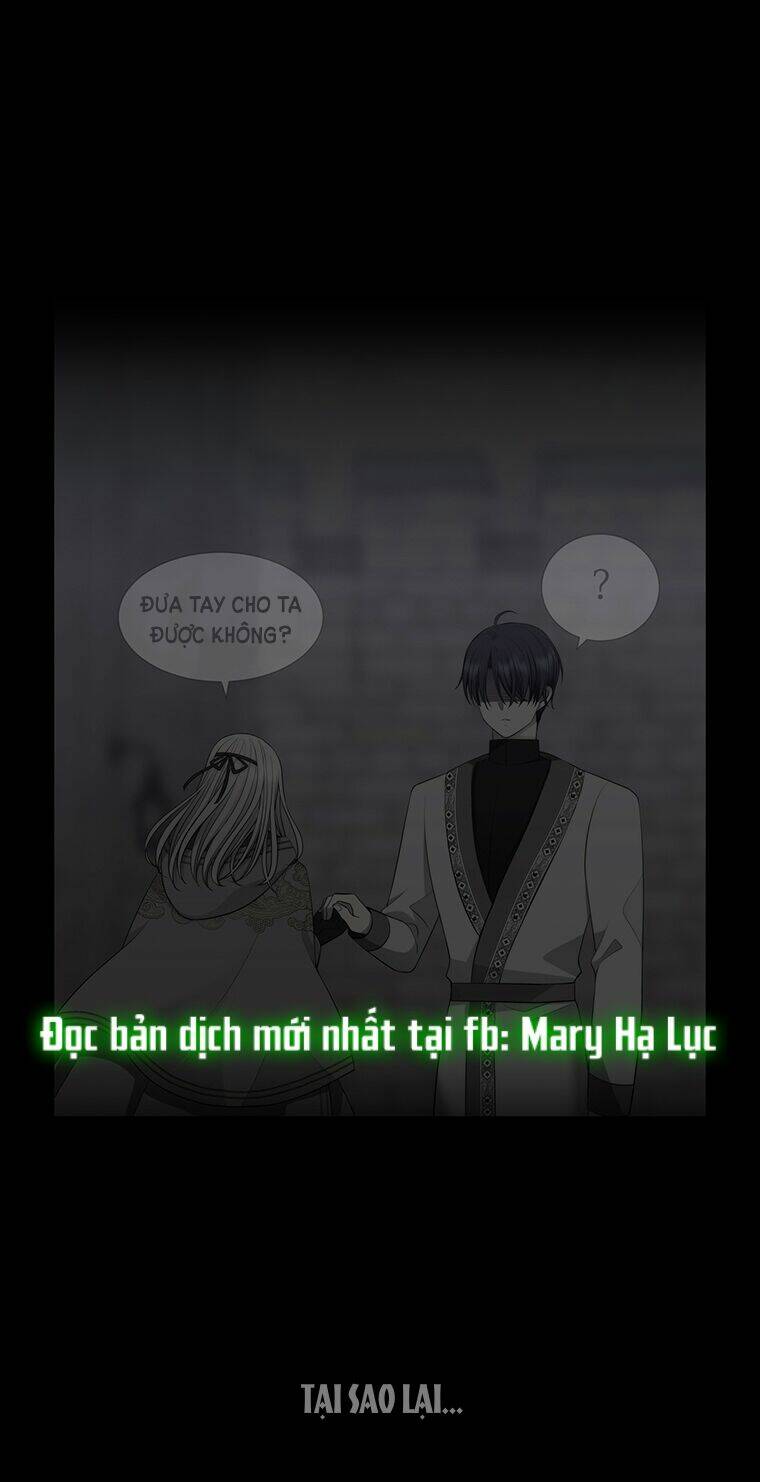 ?
ĐƯA TAY CHO TA
ĐƯỢC KHÔNG?
Đọc bản dịch mới nhất tại fb: Mary Hạ Lục
TẠI SAO LẠI...